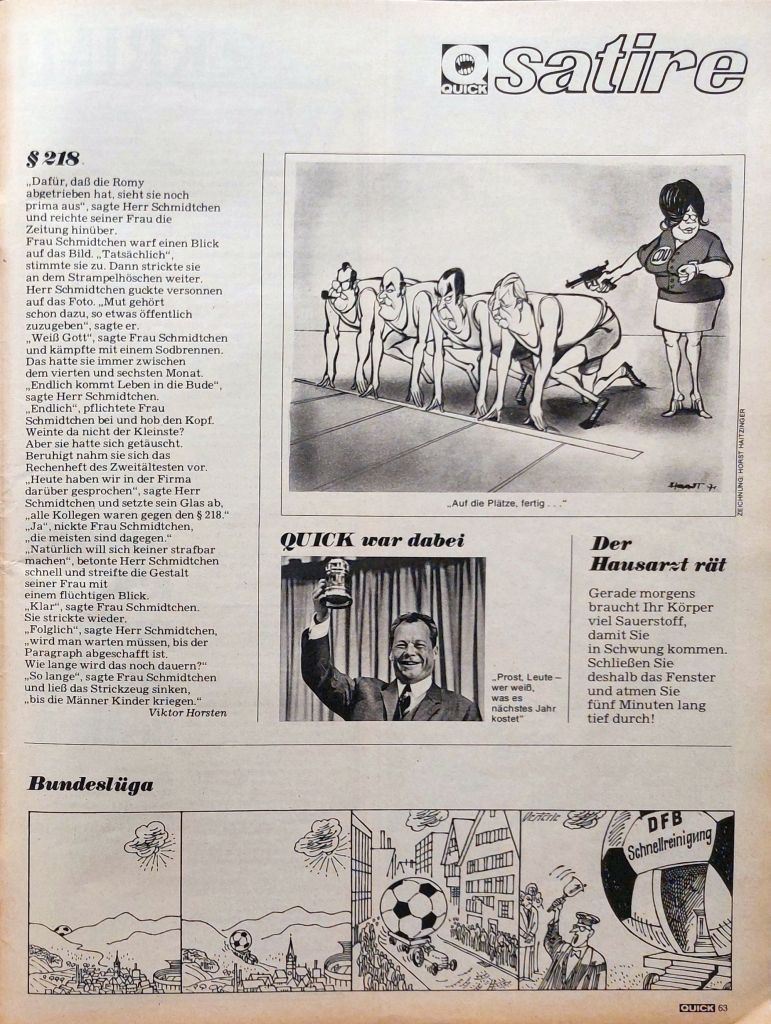 QUICK
satire
§ 218
„Dafür, daß die Romy
abgetrieben hat, sieht sie noch
prima aus“, sagte Herr Schmidtchen
und reichte seiner Frau die
Zeitung hinüber.
Frau Schmidtchen warf einen Blick
auf das Bild. „Tatsächlich“,
stimmte sie zu. Dann strickte sie
an dem Strampelhöschen weiter.
Herr Schmidtchen guckte versonnen
auf das Foto. „Mut gehört
schon dazu, so etwas öffentlich
zuzugeben“, sagte er.
„Weiß Gott“, sagte Frau Schmidtchen
und kämpfte mit einem Sodbrennen.
Das hatte sie immer zwischen
dem vierten und sechsten Monat.
„Endlich kommt Leben in die Bude“,
sagte Herr Schmidtchen.
„Endlich“, pflichtete Frau
Schmidtchen bei und hob den Kopf.
Weinte da nicht der Kleinste?
Aber sie hatte sich getäuscht.
Beruhigt nahm sie sich das
Rechenheft des Zweitältesten vor.
„Heute haben wir in der Firma
darüber gesprochen“, sagte Herr
Schmidtchen und setzte sein Glas ab,
„alle Kollegen waren gegen den § 218.“
„Ja“, nickte Frau Schmidtchen,
„die meisten sind dagegen.“
„Natürlich will sich keiner strafbar
machen“, betonte Herr Schmidtchen
schnell und streifte die Gestalt
seiner Frau mit
einem flüchtigen Blick.
„Klar“, sagte Frau Schmidtchen.
Sie strickte wieder.
„Folglich“, sagte Herr Schmidtchen,
„wird man warten müssen, bis der
Paragraph abgeschafft ist.
Wie lange wird das noch dauern?“
„So lange“, sagte Frau Schmidtchen
und ließ das Strickzeug sinken,
„bis die Männer Kinder kriegen.“
Viktor Horsten
CDU
ZEICHNUNG: HORST HAITZINGER
„Auf die Plätze, fertig . . .“
QUICK war dabei
„Prost, Leute –
wer weiß,
was es
nächstes Jahr
kostet“
Der
Hausarzt rät
Gerade morgens
braucht Ihr Körper
viel Sauerstoff,
damit Sie
in Schwung kommen.
Schließen Sie
deshalb das Fenster
und atmen Sie
fünf Minuten lang
tief durch!
Bundeslüga
DFB
Schnellreinigung
QUICK 63